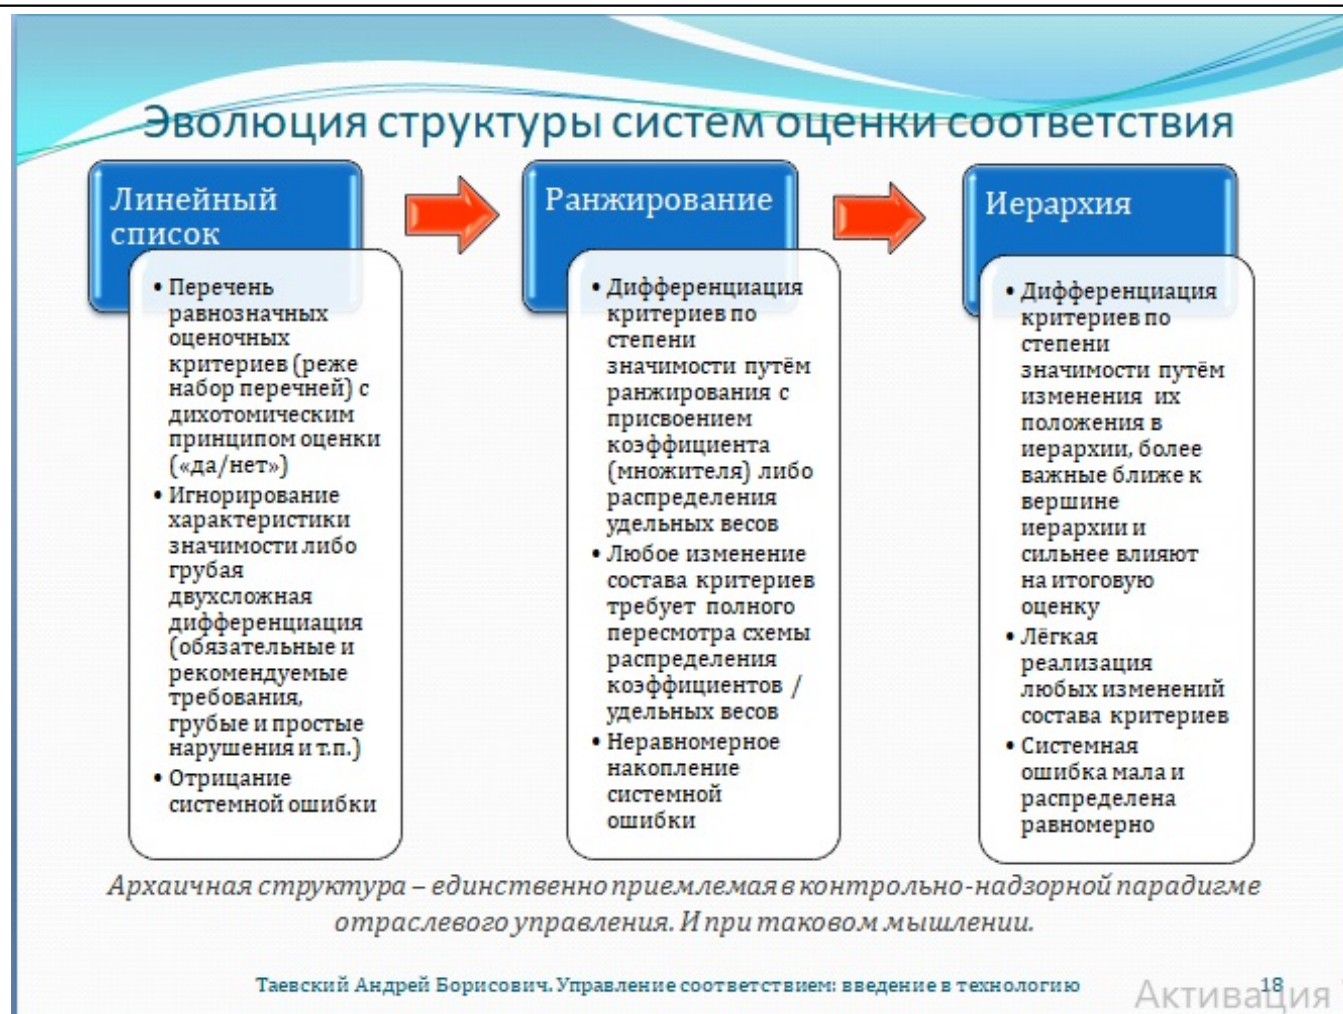 Эволюция структуры систем оценки соответствия
Линейный
список
• Перечень
равнозначных
оценочных
критериев (реже
набор перечней) с
дихотомическим
принципом оценки
(«да/нет»)
• Игнорирование
характеристики
значимости либо
грубая
двухсложная
дифференциация
(обязательные и
рекомендуемые
требования,
грубые и простые
нарушения и т.п.)
• Отрицание
системной ошибки
Ранжирование
• Дифференциация
критериев по
степени
значимости путём
ранжирования с
присвоением
коэффициента
(множителя) либо
распределения
удельных весов
• Любое изменение
состава критериев
требует полного
пересмотра схемы
распределения
коэффициентов /
удельных весов
• Неравномерное
накопление
системной
ошибки
Иерархия
• Дифференциация
критериев по
степени
значимости путём
изменения их
положения в
иерархии, более
важные ближе к
вершине
иерархии и
сильнее влияют
на итоговую
оценку
• Лёгкая
реализация
любых изменений
состава критериев
• Системная
ошибка мала и
распределена
равномерно
Архаичная структура – единственно приемлемая в контрольно-надзорной парадигме
отраслевого управления. И при таковом мышлении.
Таевский Андрей Борисович. Управление соответствием: введение в технологию
18
Активация